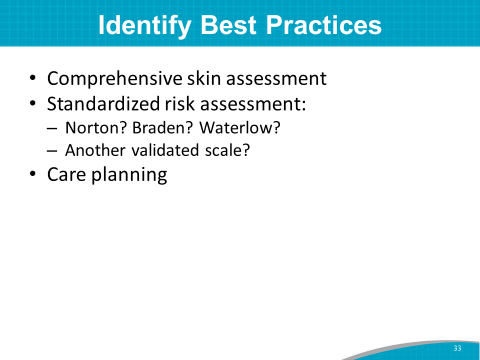 Identify Best Practices
• Comprehensive skin assessment
• Standardized risk assessment:
– Norton? Braden? Waterlow?
– Another validated scale?
• Care planning
33